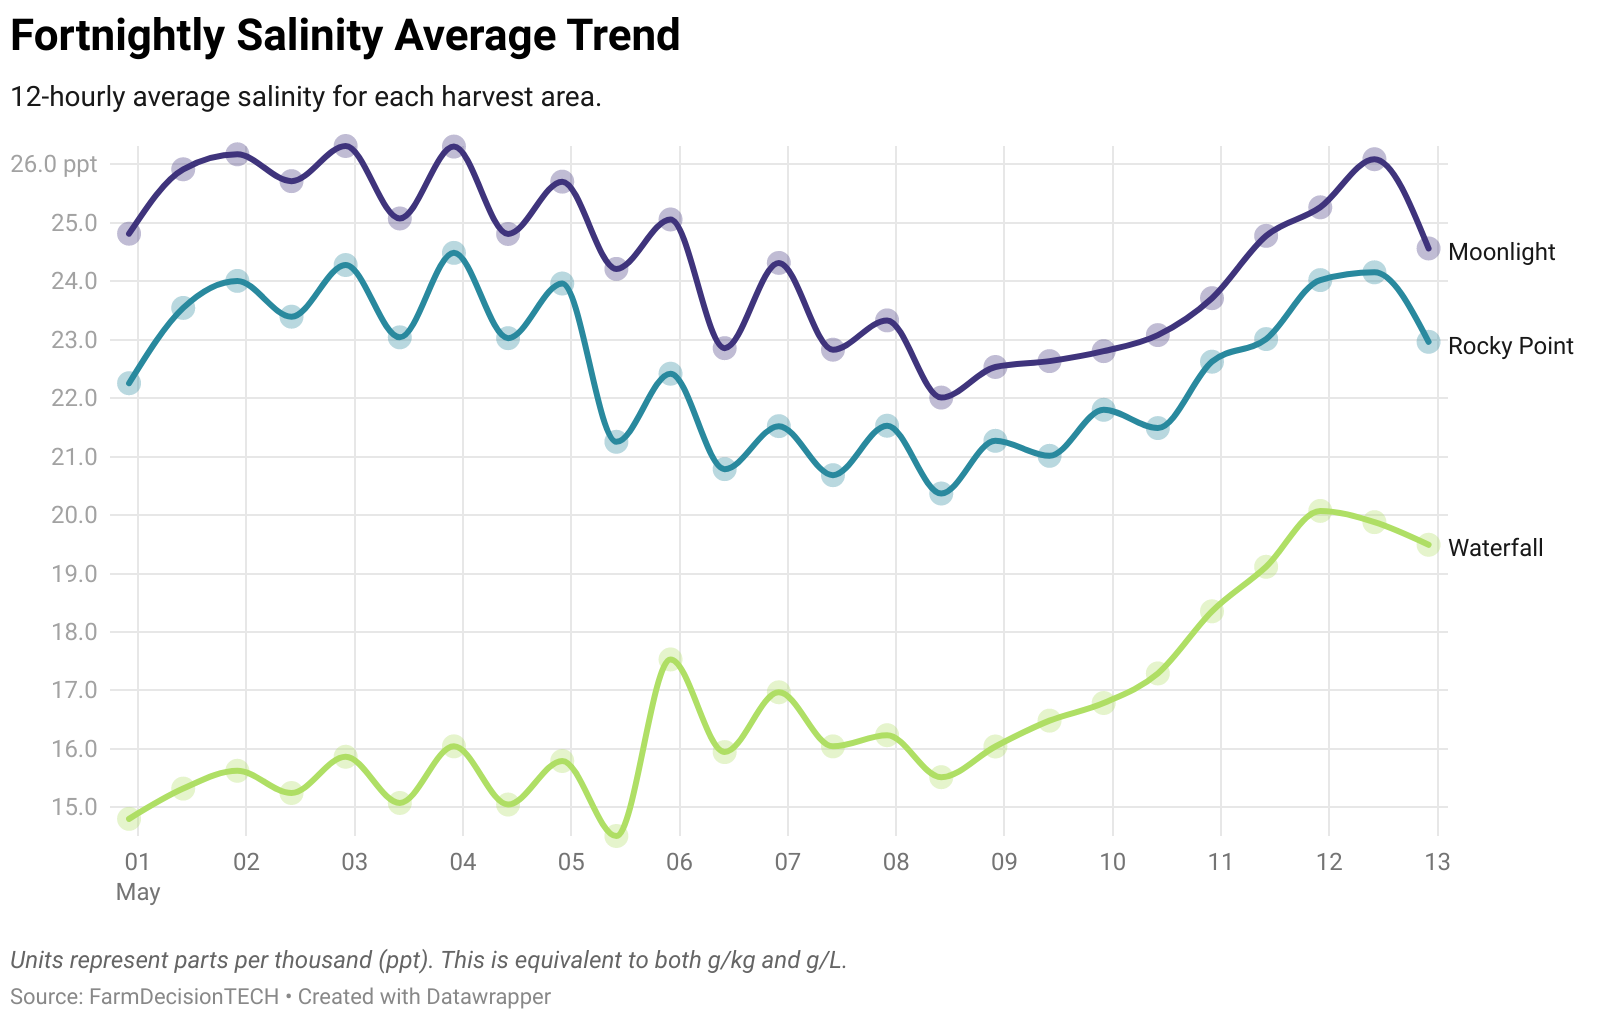 Fortnightly Salinity Average Trend
12-hourly average salinity for each harvest area.
26.0 ppt
25.0
24.0
23.0
22.0
21.0
20.0
19.0
18.0
17.0
16.0
15.0
Moonlight
Rocky Point
Waterfall
01 02 03 04 05 06 07 08 09 10 11 12 13
May
Units represent parts per thousand (ppt). This is equivalent to both g/kg and g/L.
Source: FarmDecisionTECH • Created with Datawrapper